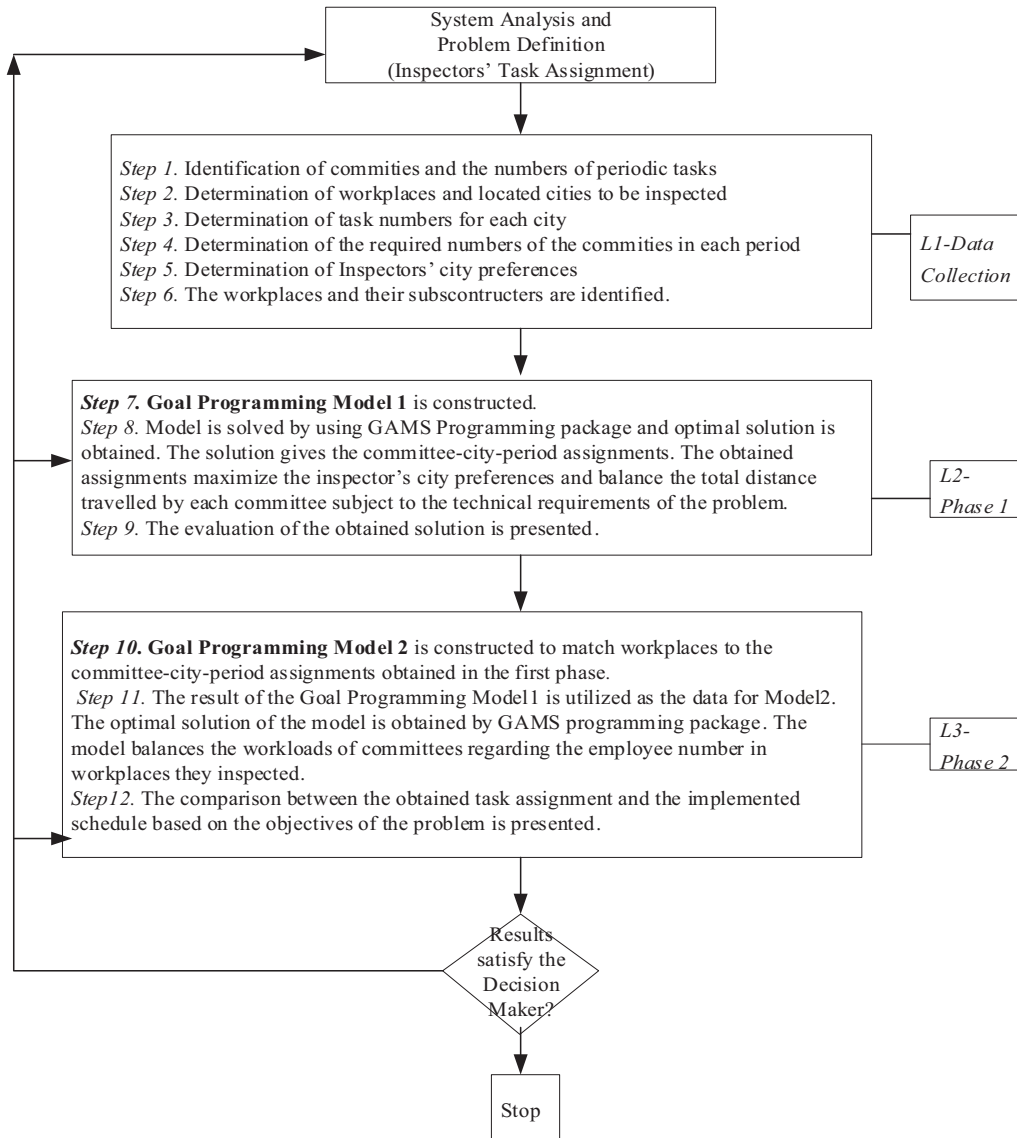 System Analysis and
Problem Definition
(Inspectors' Task Assignment)
Step 1. Identification of commities and the numbers of periodic tasks
Step 2. Determination of workplaces and located cities to be inspected
Step 3. Determination of task numbers for each city
Step 4. Determination of the required numbers of the commities in each period
Step 5. Determination of Inspectors' city preferences
Step 6. The workplaces and their subscontructers are identified.
L1-Data
Collection
Step 7. Goal Programming Model 1 is constructed.
Step 8. Model is solved by using GAMS Programming package and optimal solution is
obtained. The solution gives the committee-city-period assignments. The obtained
assignments maximize the inspector's city preferences and balance the total distance
travelled by each committee subject to the technical requirements of the problem.
Step 9. The evaluation of the obtained solution is presented.
L2-
Phase 1
Step 10. Goal Programming Model 2 is constructed to match workplaces to the
committee-city-period assignments obtained in the first phase.
Step 11. The result of the Goal Programming Model1 is utilized as the data for Model2.
The optimal solution of the model is obtained by GAMS programming package. The
model balances the workloads of committees regarding the employee number in
workplaces they inspected.
Step12. The comparison between the obtained task assignment and the implemented
schedule based on the objectives of the problem is presented.
L3-
Phase 2
Results
satisfy the
Decision
Maker?
Stop